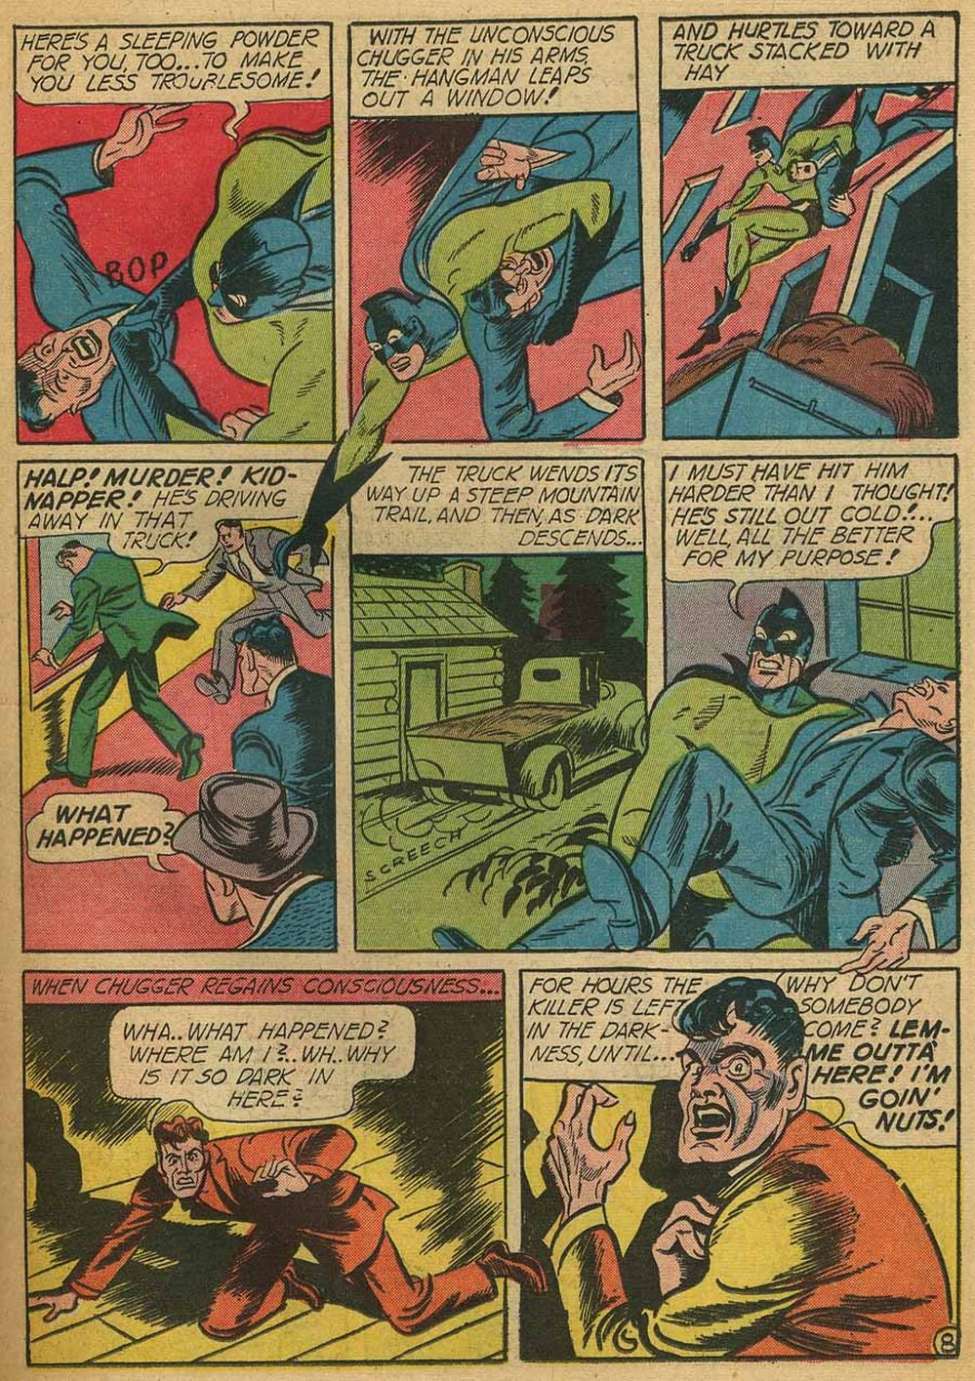 HERE'S A SLEEPING POWDER
FOR YOU, TOO...TO MAKE
YOU LESS TROUBLESOME!
BOP
WITH THE UNCONSCIOUS
CHUGGER IN HIS ARMS,
THE HANGMAN LEAPS
OUT A WINDOW!
AND HURTLES TOWARD A
TRUCK STACKED WITH
HAY
HALP! MURDER! KID-
NAPPER! HE'S DRIVING
AWAY IN THAT
TRUCK!
WHAT
HAPPENED?
THE TRUCK WENDS ITS
WAY UP A STEEP MOUNTAIN
TRAIL, AND THEN, AS DARK
DESCENDS...
SCREECH
I MUST HAVE HIT HIM
HARDER THAN I THOUGHT!
HE'S STILL OUT COLD!...
WELL, ALL THE BETTER
FOR MY PURPOSE!
WHEN CHUGGER REGAINS CONSCIOUSNESS...
WHA..WHAT HAPPENED?
WHERE AM I?..WH..WHY
IS IT SO DARK IN
HERE?
FOR HOURS THE
KILLER IS LEFT
IN THE DARK-
NESS, UNTIL...
WHY DON'T
SOMEBODY
COME? LEM-
ME OUTTA
HERE! I'M
GOIN'
NUTS!
8